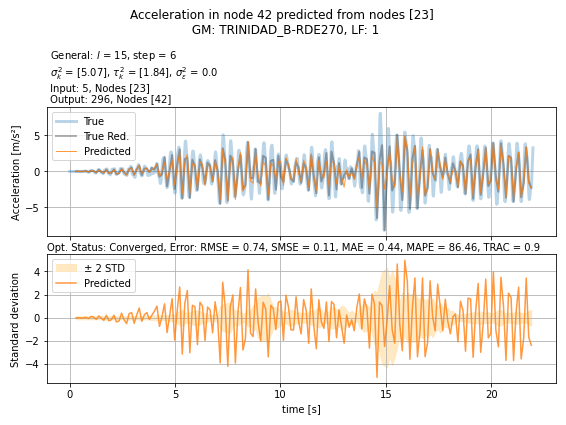 Acceleration in node 42 predicted from nodes [23]
GM: TRINIDAD_B-RDE270, LF: 1
General: l = 15, step = 6
σ²ₖ = [5.07], τ²ₖ = [1.84], σ²ε = 0.0
Input: 5, Nodes [23]
Output: 296, Nodes [42]
True
True Red.
Predicted
5
0
−5
Acceleration [m/s²]
Opt. Status: Converged, Error: RMSE = 0.74, SMSE = 0.11, MAE = 0.44, MAPE = 86.46, TRAC = 0.9
± 2 STD
Predicted
4
2
0
−2
−4
Standard deviation
0 5 10 15 20
time [s]